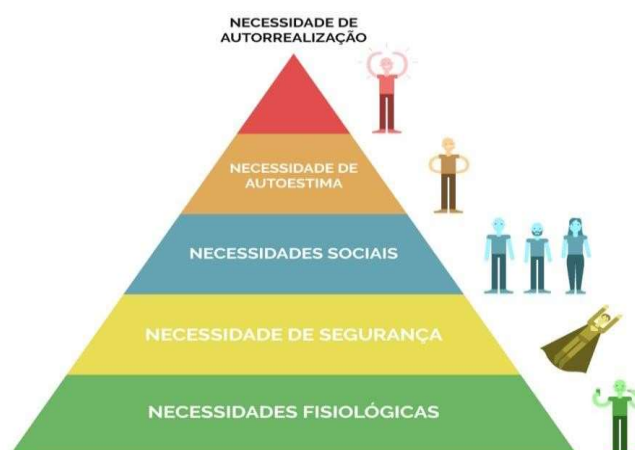 NECESSIDADE DE
AUTORREALIZAÇÃO
NECESSIDADE DE
AUTOESTIMA
NECESSIDADES SOCIAIS
NECESSIDADE DE SEGURANÇA
NECESSIDADES FISIOLÓGICAS